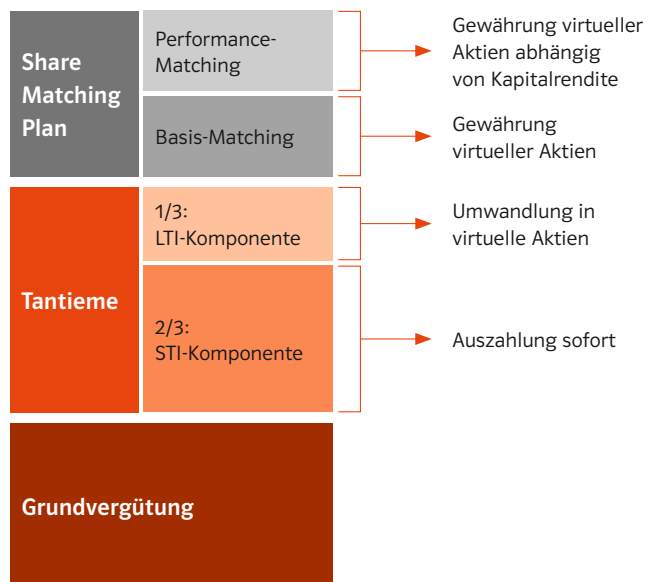 Share
Matching
Plan
Performance-
Matching
Gewährung virtueller
Aktien abhängig
von Kapitalrendite
Basis-Matching
Gewährung
virtueller Aktien
Tantieme
1/3:
LTI-Komponente
Umwandlung in
virtuelle Aktien
2/3:
STI-Komponente
Auszahlung sofort
Grundvergütung